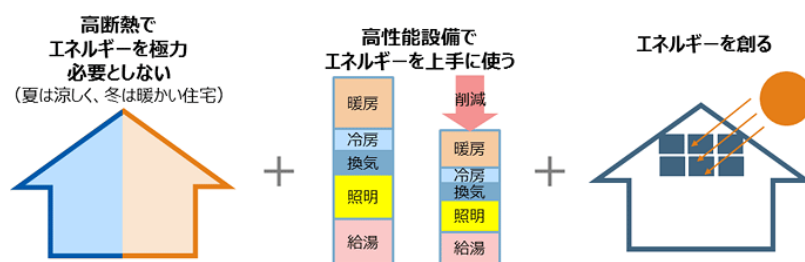 高断熱で
エネルギーを極力
必要としない
（夏は涼しく、冬は暖かい住宅）
高性能設備で
エネルギーを上手に使う
暖房
冷房
換気
照明
給湯
削減
暖房
冷房
換気
照明
給湯
エネルギーを創る